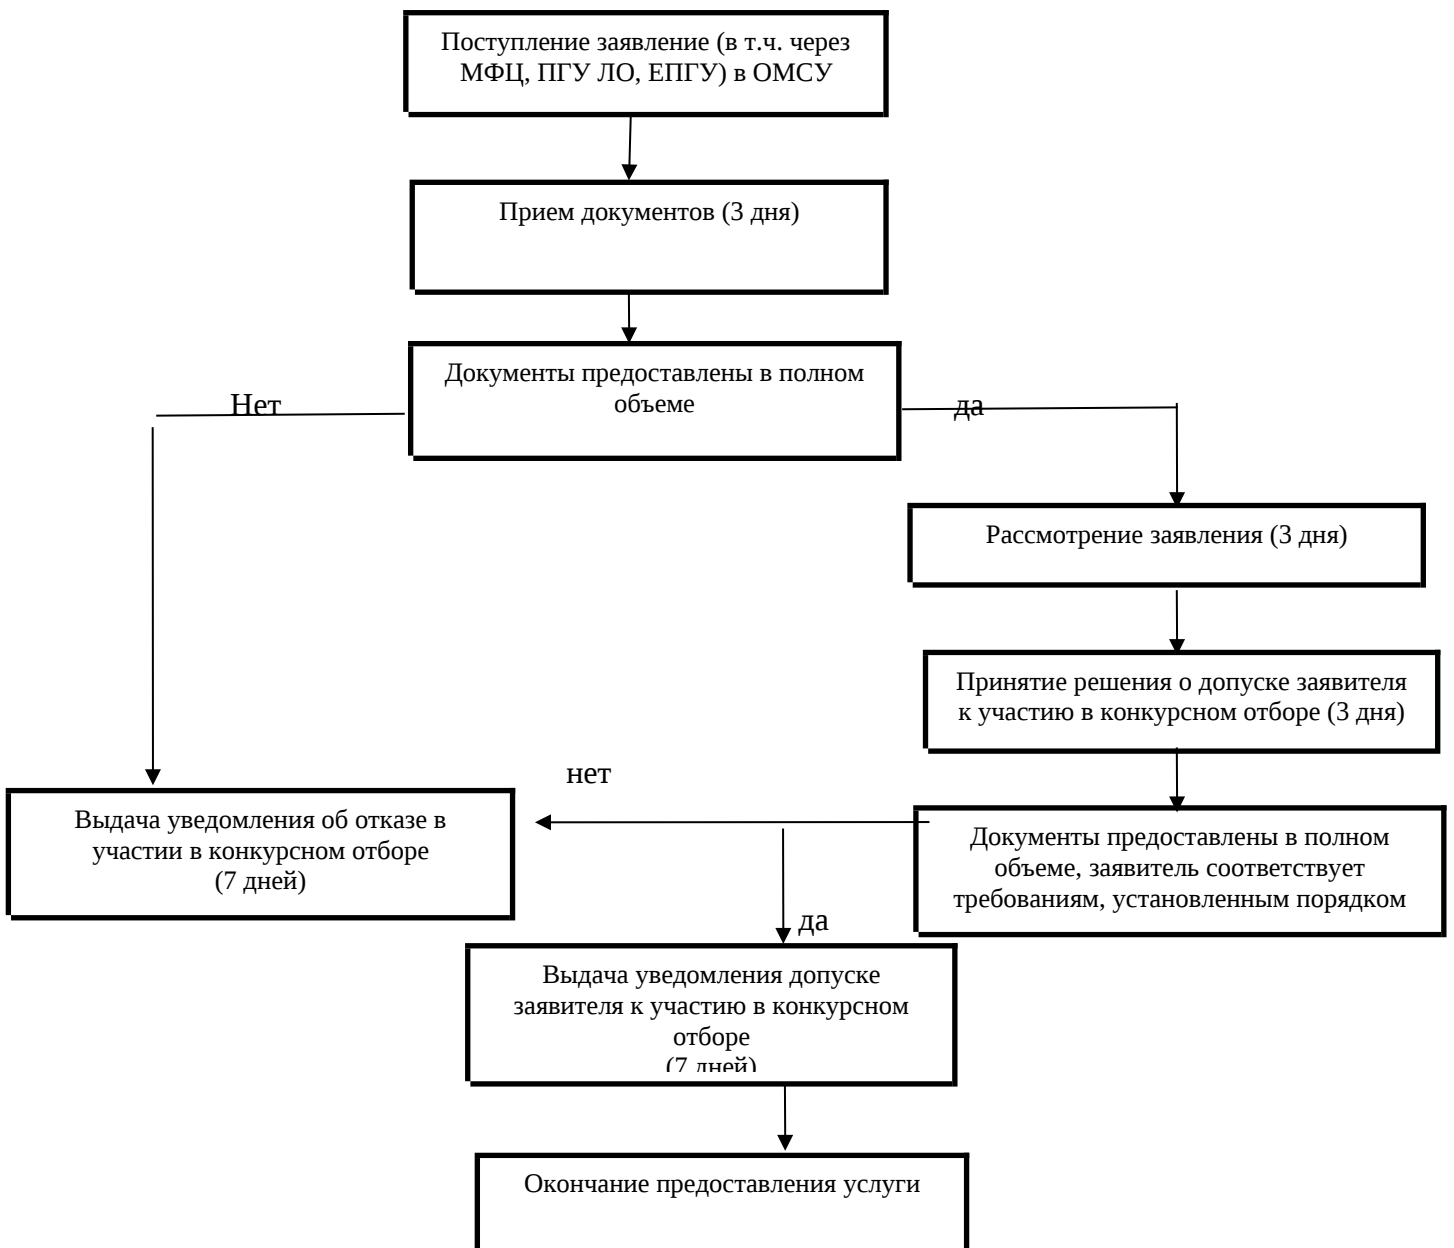 Поступление заявление (в т.ч. через
МФЦ, ПГУ ЛО, ЕПГУ) в ОМСУ
Прием документов (3 дня)
Документы предоставлены в полном
объеме
Нет
да
Рассмотрение заявления (3 дня)
Принятие решения о допуске заявителя
к участию в конкурсном отборе (3 дня)
нет
Выдача уведомления об отказе в
участии в конкурсном отборе
(7 дней)
Документы предоставлены в полном
объеме, заявитель соответствует
требованиям, установленным порядком
да
Выдача уведомления допуске
заявителя к участию в конкурсном
отборе
(7 дней)
Окончание предоставления услуги